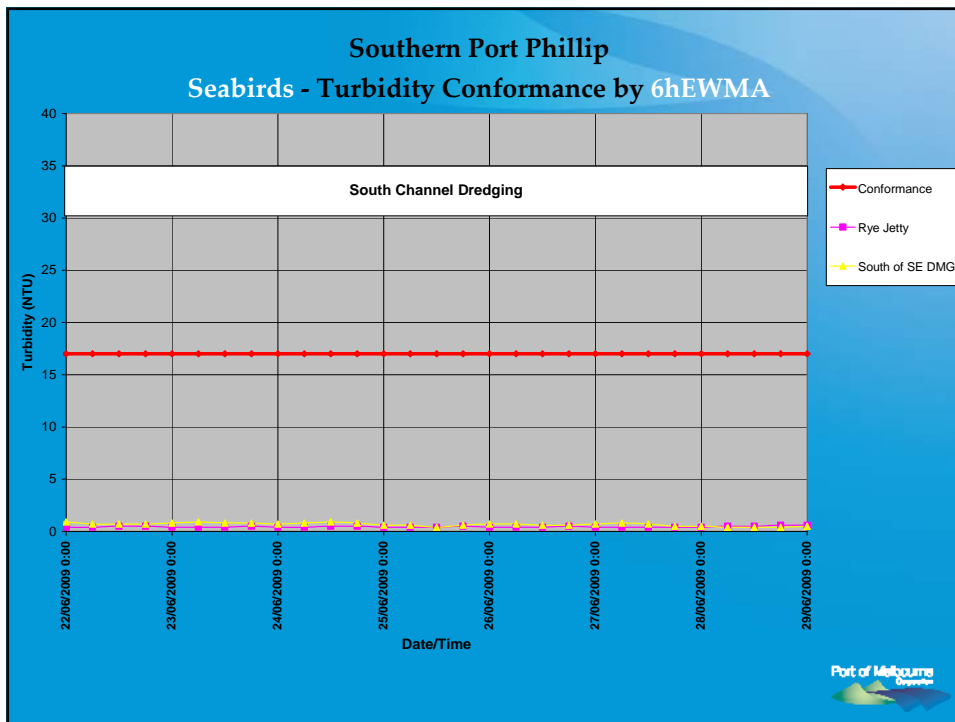 Southern Port Phillip
Seabirds - Turbidity Conformance by 6hEWMA
40
35
30
25
20
15
10
5
0
Turbidity (NTU)
South Channel Dredging
Conformance
Rye Jetty
South of SE DMG
22/06/2009 0:00
23/06/2009 0:00
24/06/2009 0:00
25/06/2009 0:00
26/06/2009 0:00
27/06/2009 0:00
28/06/2009 0:00
29/06/2009 0:00
Date/Time
Port of Melbourne
Corporation